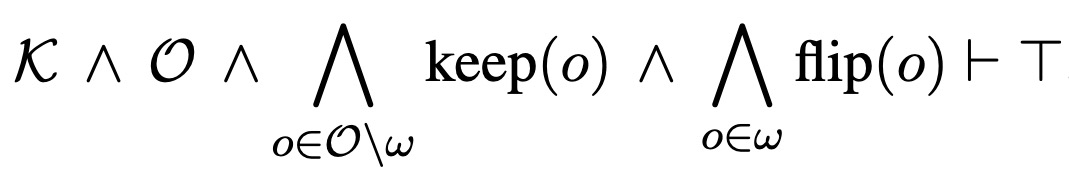 𝒦 ∧ 𝒪 ∧ ⋀_{o∈𝒪\ω} keep(o) ∧ ⋀_{o∈ω} flip(o) ⊢ ⊤